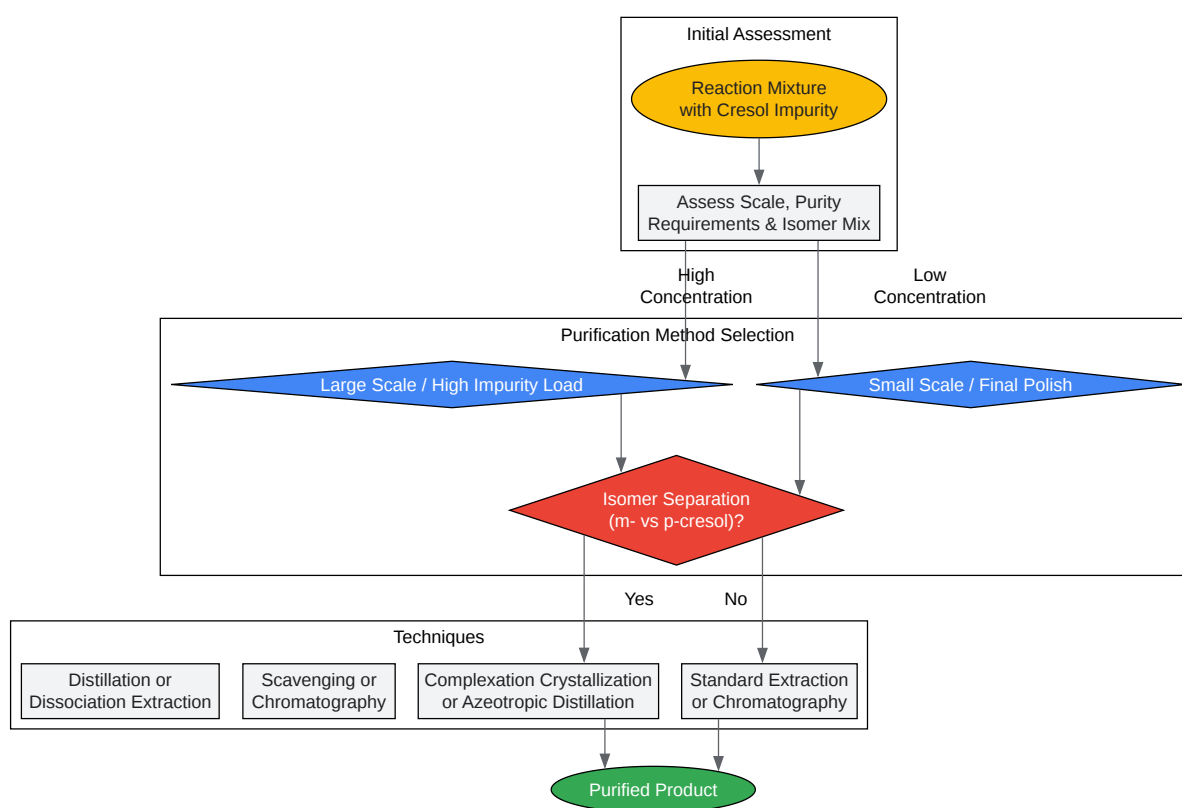 Initial Assessment
Reaction Mixture
with Cresol Impurity
Assess Scale, Purity
Requirements & Isomer Mix
High
Concentration
Low
Concentration
Purification Method Selection
Large Scale / High Impurity Load
Small Scale / Final Polish
Isomer Separation
(m- vs p-cresol)?
Yes
No
Techniques
Distillation or
Dissociation Extraction
Scavenging or
Chromatography
Complexation Crystallization
or Azeotropic Distillation
Standard Extraction
or Chromatography
Purified Product